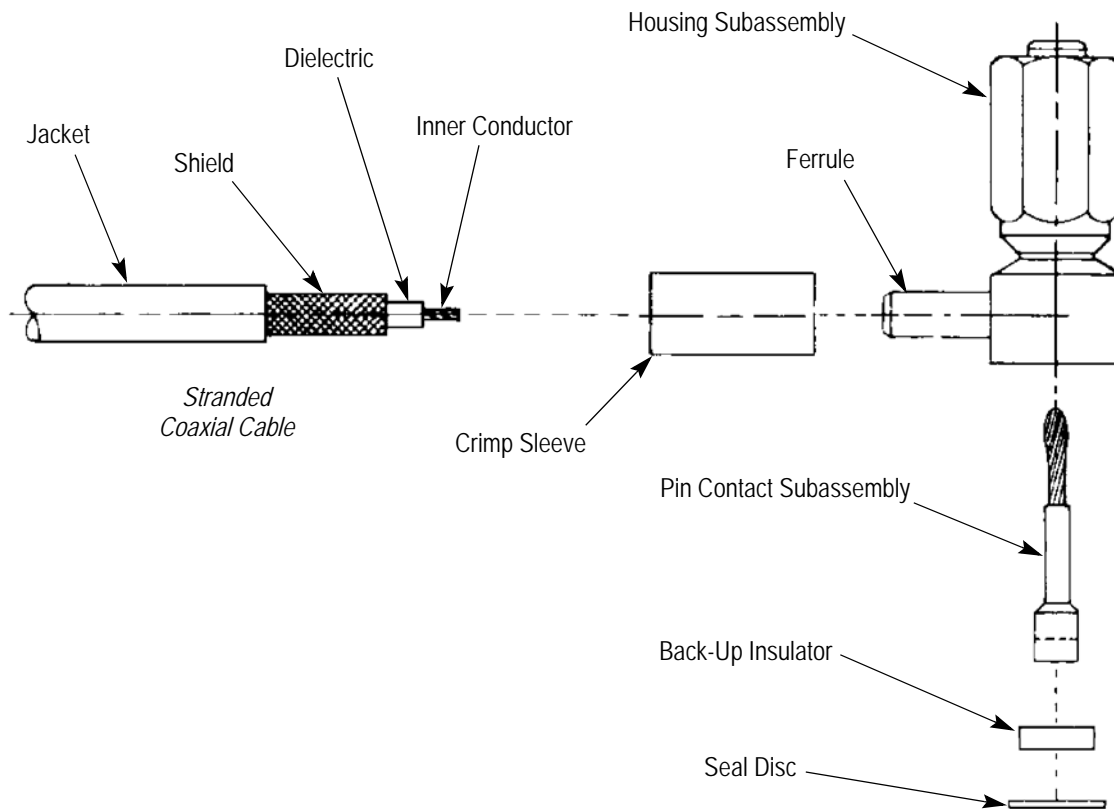 Housing Subassembly
Dielectric
Inner Conductor
Jacket
Shield
Ferrule
Stranded
Coaxial Cable
Crimp Sleeve
Pin Contact Subassembly
Back-Up Insulator
Seal Disc